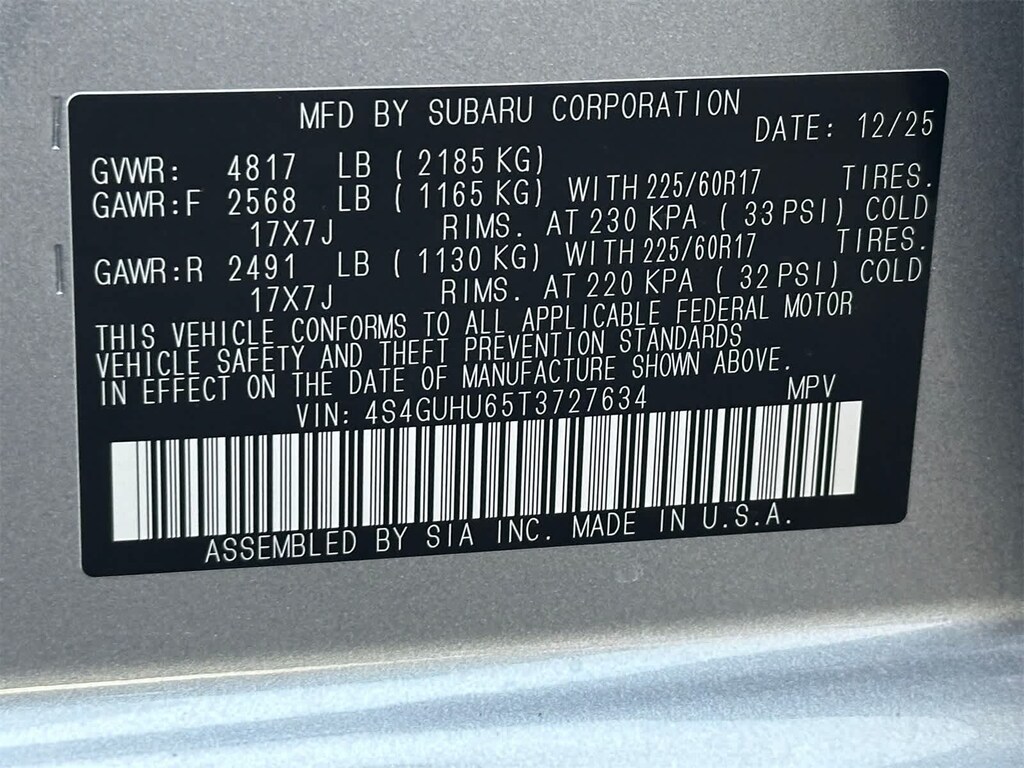 MFD BY SUBARU CORPORATION
DATE: 12/25
GVWR: 4817 LB ( 2185 KG)
GAWR:F 2568 LB ( 1165 KG) WITH 225/60R17 TIRES.
17X7J RIMS. AT 230 KPA ( 33 PSI) COLD
GAWR:R 2491 LB ( 1130 KG) WITH 225/60R17 TIRES.
17X7J RIMS. AT 220 KPA ( 32 PSI) COLD
THIS VEHICLE CONFORMS TO ALL APPLICABLE FEDERAL MOTOR
VEHICLE SAFETY AND THEFT PREVENTION STANDARDS
IN EFFECT ON THE DATE OF MANUFACTURE SHOWN ABOVE.
VIN: 4S4GUHU65T3727634 MPV
ASSEMBLED BY SIA INC. MADE IN U.S.A.